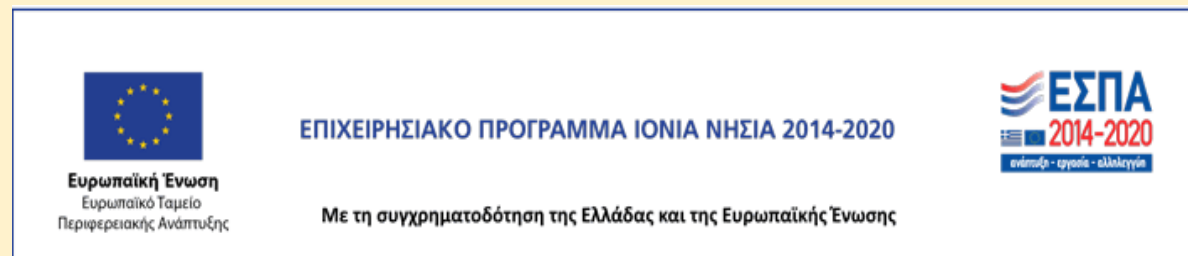 Ευρωπαϊκή Ένωση
Ευρωπαϊκό Ταμείο
Περιφερειακής Ανάπτυξης
ΕΠΙΧΕΙΡΗΣΙΑΚΟ ΠΡΟΓΡΑΜΜΑ ΙΟΝΙΑ ΝΗΣΙΑ 2014-2020
Με τη συγχρηματοδότηση της Ελλάδας και της Ευρωπαϊκής Ένωσης
ΕΣΠΑ
2014-2020
ανάπτυξη - εργασία - αλληλεγγύη